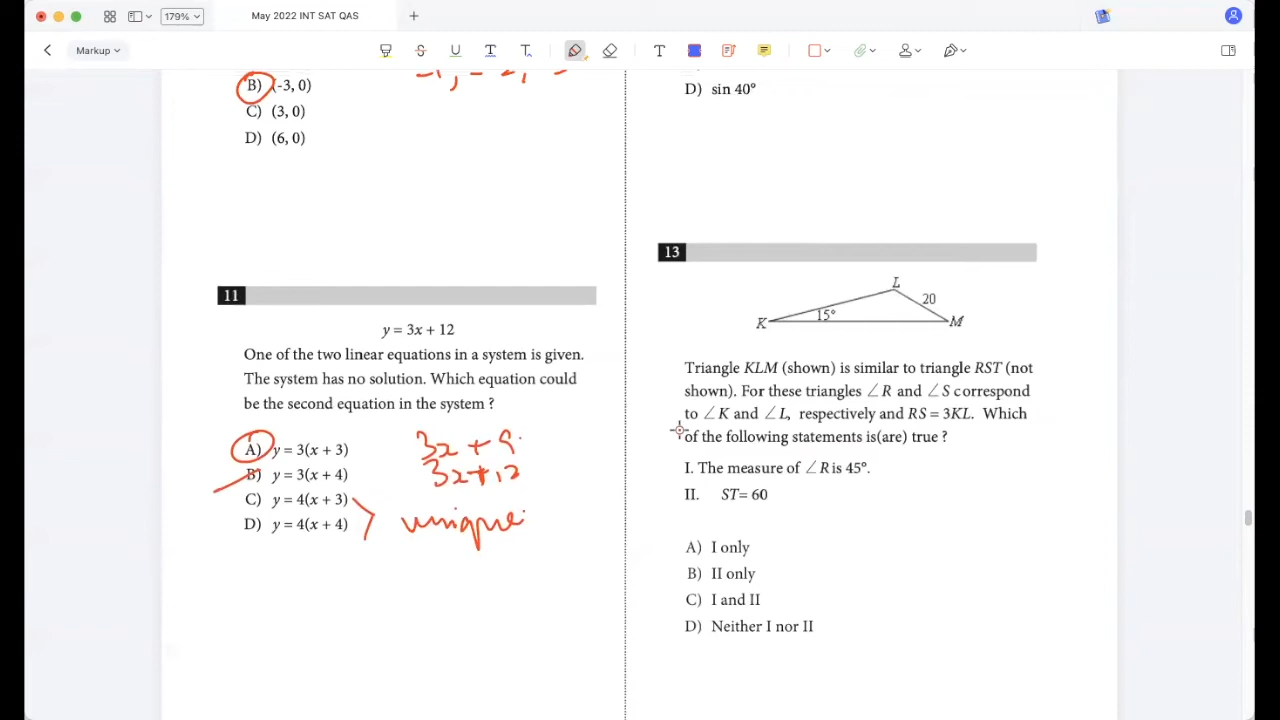 May 2022 INT SAT QAS
179%
Markup
B) (-3, 0)
C) (3, 0)
D) (6, 0)
11
y = 3x + 12
One of the two linear equations in a system is given.
The system has no solution. Which equation could
be the second equation in the system ?
A) y = 3(x + 3)
3x + 9
B) y = 3(x + 4)
3x + 12
C) y = 4(x + 3)
D) y = 4(x + 4)
unique
D) sin 40°
13
L
20
15°
K
M
Triangle KLM (shown) is similar to triangle RST (not
shown). For these triangles ∠R and ∠S correspond
to ∠K and ∠L, respectively and RS = 3KL. Which
of the following statements is(are) true ?
I. The measure of ∠R is 45°.
II. ST= 60
A) I only
B) II only
C) I and II
D) Neither I nor II